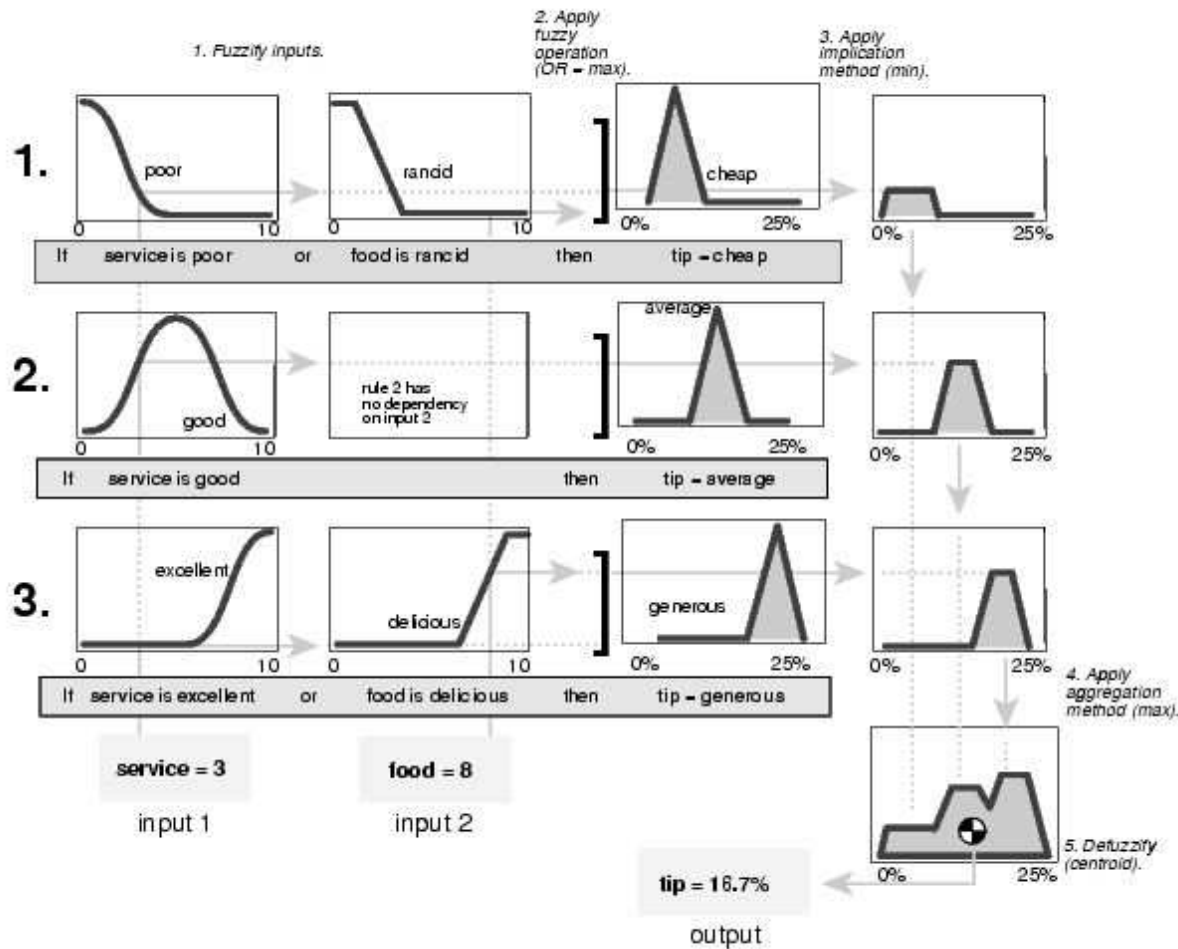 1. Fuzzify inputs.
2. Apply
fuzzy
operation
(OR = max).
3. Apply
implication
method (min).
1.
poor
rancid
cheap
0
10
0
10
0%
25%
0%
25%
If service is poor or food is rancid then tip = cheap
2.
good
rule 2 has
no dependency
on input 2
average
0
10
0%
25%
0%
25%
If service is good then tip = average
3.
excellent
delicious
generous
0
10
0
10
0%
25%
0%
25%
If service is excellent or food is delicious then tip = generous
4. Apply
aggregation
method (max).
service = 3
food = 8
input 1
input 2
0%
25%
5. Defuzzify
(centroid).
tip = 16.7%
output